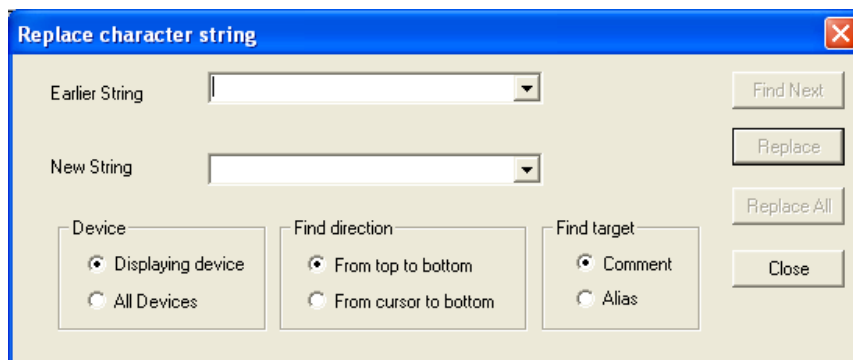 Replace character string
Earlier String
Find Next
New String
Replace
Replace All
Device
Find direction
Find target
Displaying device
From top to bottom
Comment
Close
All Devices
From cursor to bottom
Alias